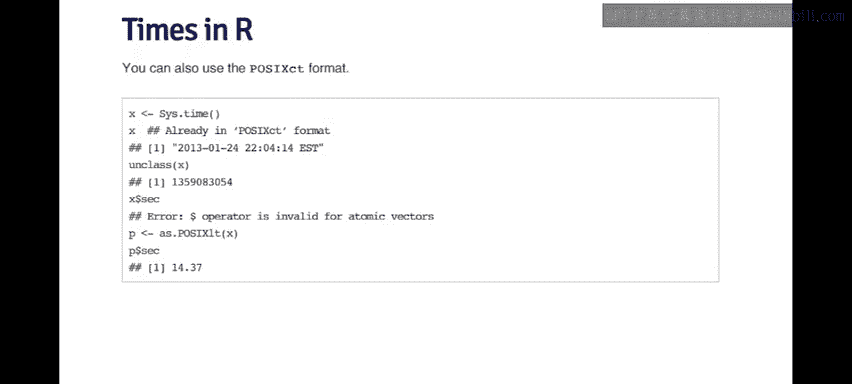 Times in R
You can also use the POSIXct format.
x <- Sys.time()
x  ## Already in ‘POSIXct’ format
## [1] "2013-01-24 22:04:14 EST"
unclass(x)
## [1] 1359083054
x$sec
## Error: $ operator is invalid for atomic vectors
p <- as.POSIXlt(x)
p$sec
## [1] 14.37